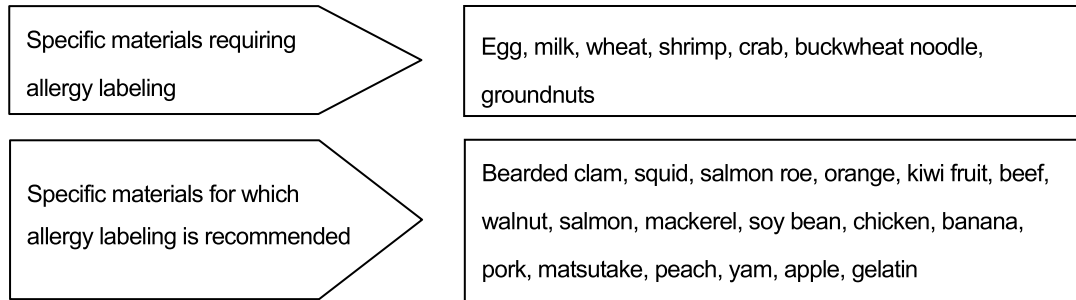 Specific materials requiring
allergy labeling
Egg, milk, wheat, shrimp, crab, buckwheat noodle,
groundnuts
Specific materials for which
allergy labeling is recommended
Bearded clam, squid, salmon roe, orange, kiwi fruit, beef,
walnut, salmon, mackerel, soy bean, chicken, banana,
pork, matsutake, peach, yam, apple, gelatin